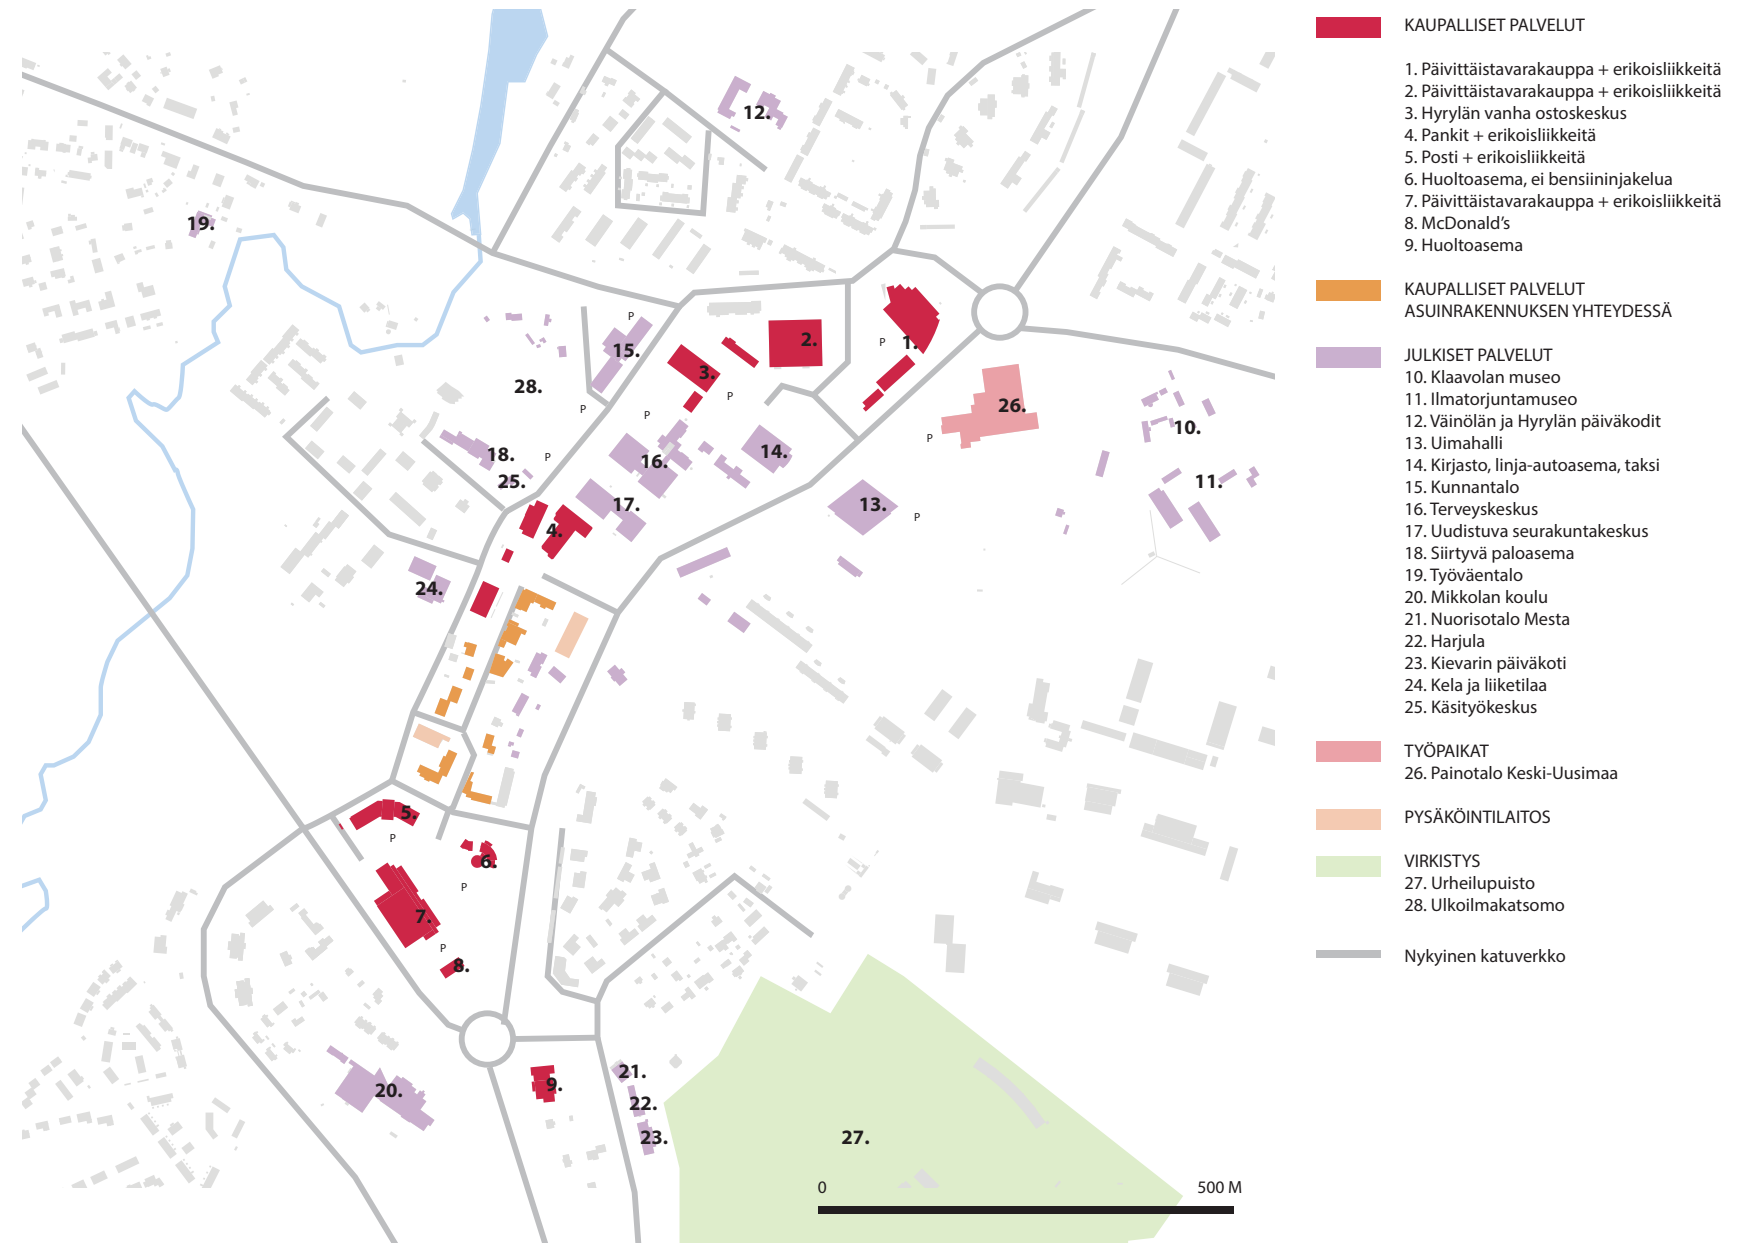 KAUPALLISET PALVELUT
1. Päivittäistavarakauppa + erikoisliikkeitä
2. Päivittäistavarakauppa + erikoisliikkeitä
3. Hyrylän vanha ostoskeskus
4. Pankit + erikoisliikkeitä
5. Posti + erikoisliikkeitä
6. Huoltoasema, ei bensiininjakelua
7. Päivittäistavarakauppa + erikoisliikkeitä
8. McDonald's
9. Huoltoasema
KAUPALLISET PALVELUT
ASUINRAKENNUKSEN YHTEYDESSÄ
JULKISET PALVELUT
10. Klaavolan museo
11. Ilmatorjuntamuseo
12. Väinölän ja Hyrylän päiväkodit
13. Uimahalli
14. Kirjasto, linja-autoasema, taksi
15. Kunnantalo
16. Terveyskeskus
17. Uudistuva seurakuntakeskus
18. Siirtyvä paloasema
19. Työväentalo
20. Mikkolan koulu
21. Nuorisotalo Mesta
22. Harjula
23. Kievarin päiväkoti
24. Kela ja liiketilaa
25. Käsityökeskus
TYÖPAIKAT
26. Painotalo Keski-Uusimaa
PYSÄKÖINTILAITOS
VIRKISTYS
27. Urheilupuisto
28. Ulkoilmakatsomo
Nykyinen katuverkko
12.
19.
P
15.
2.
1.
P
3.
28.
P
P
P
26.
P
10.
18.
P
16.
14.
25.
11.
17.
13.
P
4.
24.
5.
P
6.
P
7.
P
8.
21.
9.
20.
22.
23.
27.
0
500 M